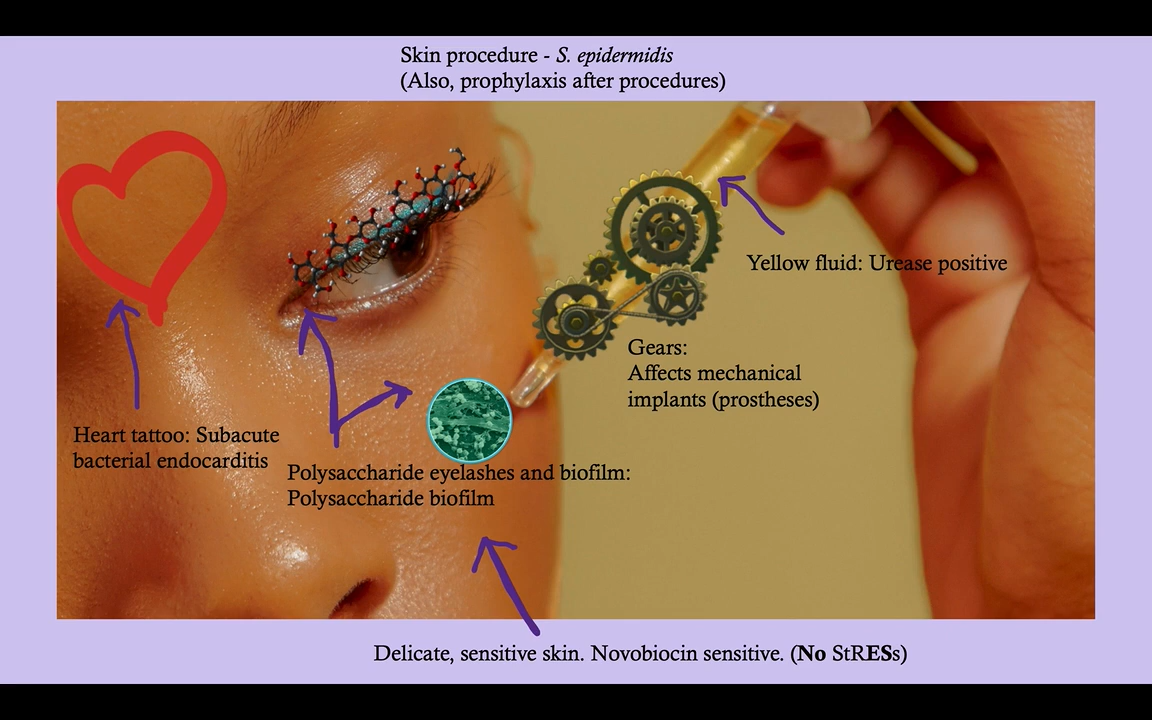 Skin procedure - S. epidermidis
(Also, prophylaxis after procedures)
Yellow fluid: Urease positive
Gears:
Affects mechanical
implants (prostheses)
Heart tattoo: Subacute
bacterial endocarditis
Polysaccharide eyelashes and biofilm:
Polysaccharide biofilm
Delicate, sensitive skin. Novobiocin sensitive. (No StRESs)